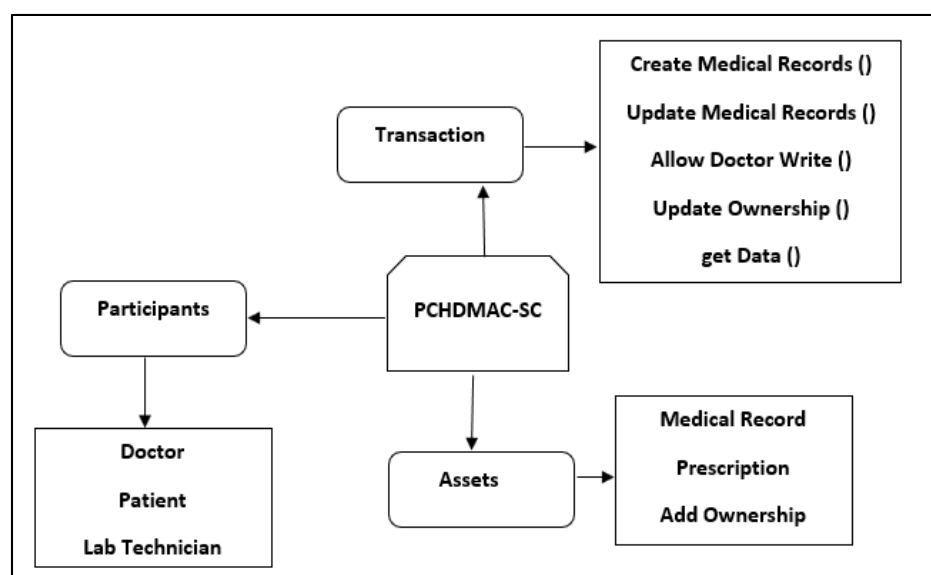 Transaction
Create Medical Records ()
Update Medical Records ()
Allow Doctor Write ()
Update Ownership ()
get Data ()
Participants
PCHDMAC-SC
Doctor
Patient
Lab Technician
Assets
Medical Record
Prescription
Add Ownership